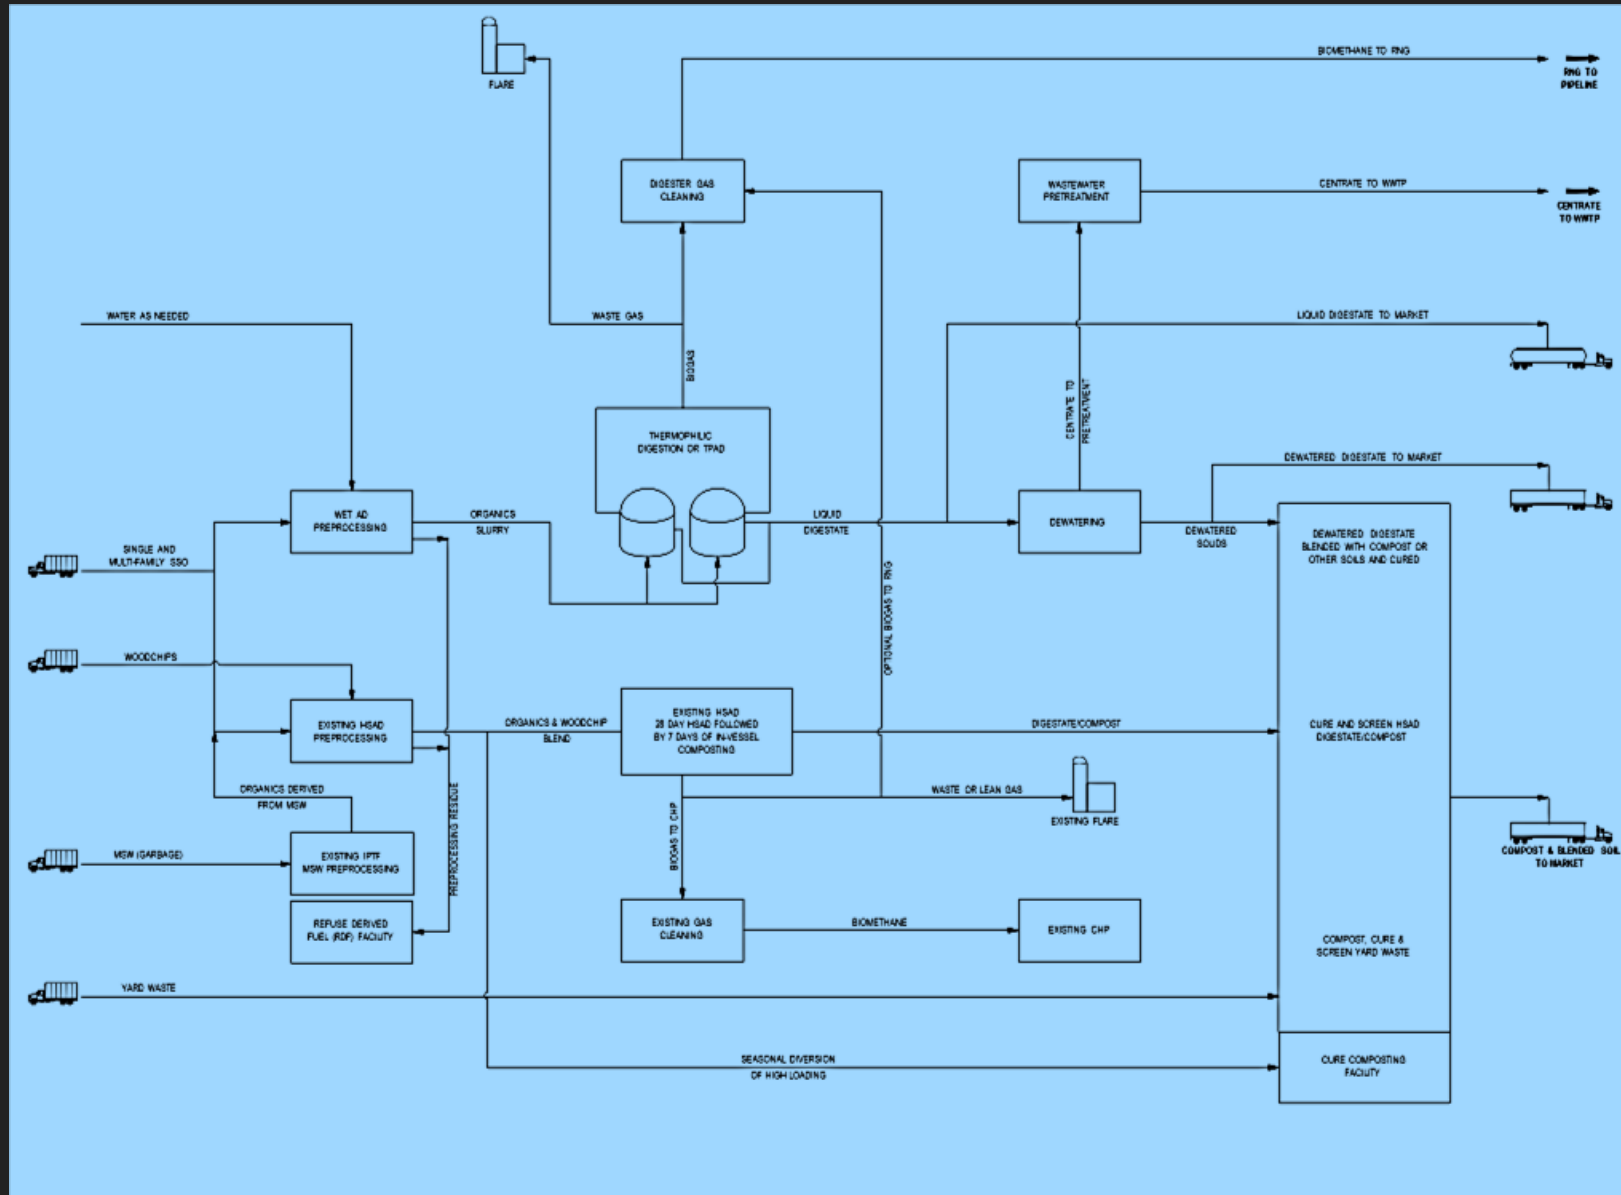 BIOMETHANE TO RNG
RNG TO
PIPELINE
FLARE
DIGESTER GAS
CLEANING
WASTEWATER
PRETREATMENT
CENTRATE TO WWTP
CENTRATE
TO WWTP
WATER AS NEEDED
WASTE GAS
LIQUID DIGESTATE TO MARKET
BIOGAS
CENTRATE TO
PRETREATMENT
THERMOPHILIC
DIGESTION OR TPAD
DEWATERED DIGESTATE TO MARKET
WET AD
PREPROCESSING
ORGANICS
SLURRY
LIQUID
DIGESTATE
DEWATERING
DEWATERED
SOLIDS
DEWATERED DIGESTATE
BLENDED WITH COMPOST OR
OTHER SOILS AND CURED
SINGLE AND
MULTI-FAMILY SSO
OPTIONAL BIOGAS TO RNG
WOODCHIPS
EXISTING HSAD
PREPROCESSING
ORGANICS & WOODCHIP
BLEND
EXISTING HSAD
28 DAY HSAD FOLLOWED
BY 7 DAYS OF IN-VESSEL
COMPOSTING
DIGESTATE/COMPOST
CURE AND SCREEN HSAD
DIGESTATE/COMPOST
ORGANICS DERIVED
FROM MSW
PREPROCESSING RESIDUE
BIOGAS TO CHP
WASTE OR LEAN GAS
EXISTING FLARE
MSW (GARBAGE)
EXISTING IPTF
MSW PREPROCESSING
COMPOST & BLENDED SOIL
TO MARKET
REFUSE DERIVED
FUEL (RDF) FACILITY
EXISTING GAS
CLEANING
BIOMETHANE
EXISTING CHP
COMPOST, CURE &
SCREEN YARD WASTE
YARD WASTE
SEASONAL DIVERSION
OF HIGH LOADING
CURE COMPOSTING
FACILITY